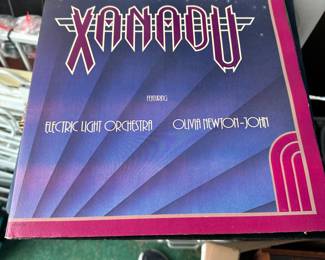 XANADU
FEATURING
ELECTRIC LIGHT ORCHESTRA OLIVIA NEWTON-JOHN